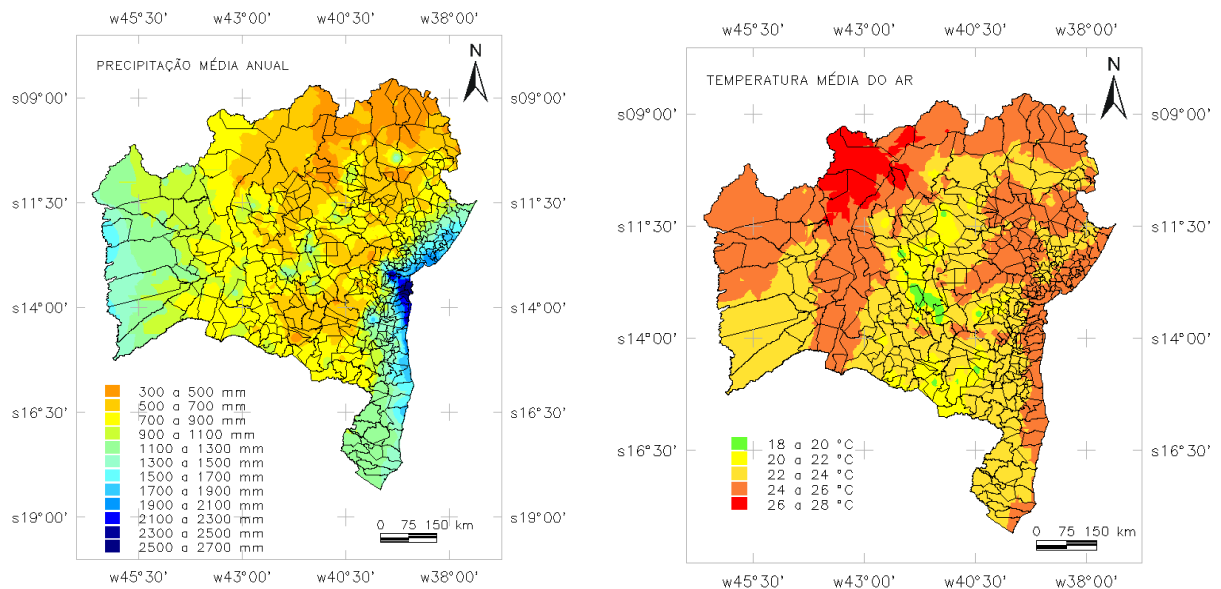 w45°30' w43°00' w40°30' w38°00'
PRECIPITAÇÃO MÉDIA ANUAL
N
s09°00' s09°00'
s11°30' s11°30'
s14°00' s14°00'
s16°30' s16°30'
s19°00' s19°00'
300 a 500 mm
500 a 700 mm
700 a 900 mm
900 a 1100 mm
1100 a 1300 mm
1300 a 1500 mm
1500 a 1700 mm
1700 a 1900 mm
1900 a 2100 mm
2100 a 2300 mm
2300 a 2500 mm
2500 a 2700 mm
0 75 150 km
w45°30' w43°00' w40°30' w38°00'
w45°30' w43°00' w40°30' w38°00'
TEMPERATURA MÉDIA DO AR
N
s09°00' s09°00'
s11°30' s11°30'
s14°00' s14°00'
s16°30' s16°30'
18 a 20 °C
20 a 22 °C
22 a 24 °C
24 a 26 °C
26 a 28 °C
0 75 150 km
w45°30' w43°00' w40°30' w38°00'